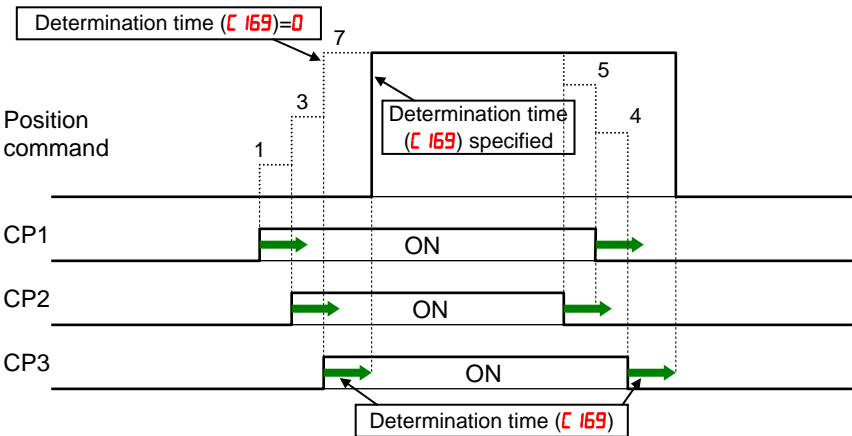 Determination time (C169)=0
7
5
3
Determination time
(C169) specified
4
Position
command
1
CP1
ON
CP2
ON
CP3
ON
Determination time (C169)